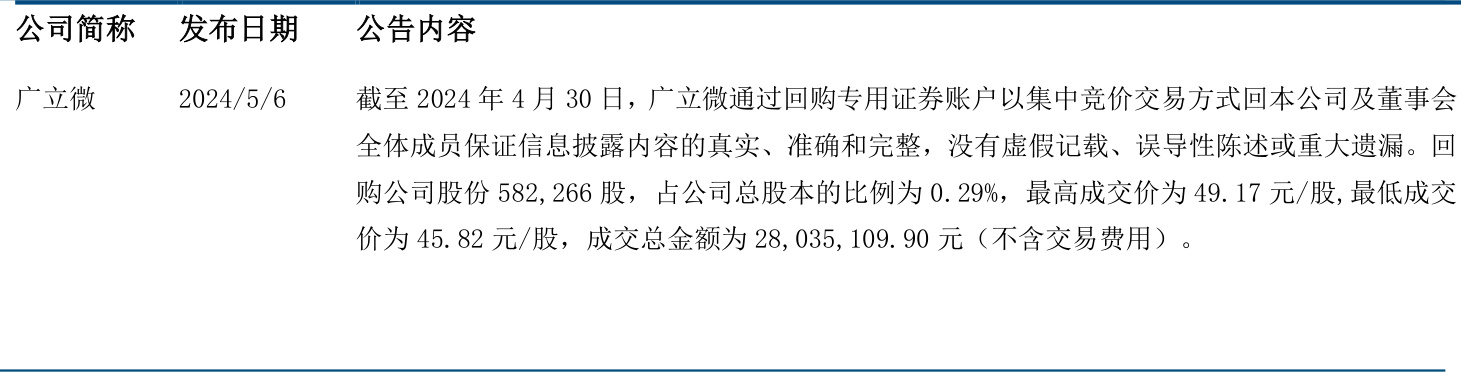 公司简称 发布日期 公告内容
广立微 2024/5/6 截至 2024 年 4 月 30 日，广立微通过回购专用证券账户以集中竞价交易方式回本公司及董事会
全体成员保证信息披露内容的真实、准确和完整，没有虚假记载、误导性陈述或重大遗漏。回
购公司股份 582,266 股，占公司总股本的比例为 0.29%，最高成交价为 49.17 元/股,最低成交
价为 45.82 元/股，成交总金额为 28,035,109.90 元（不含交易费用）。